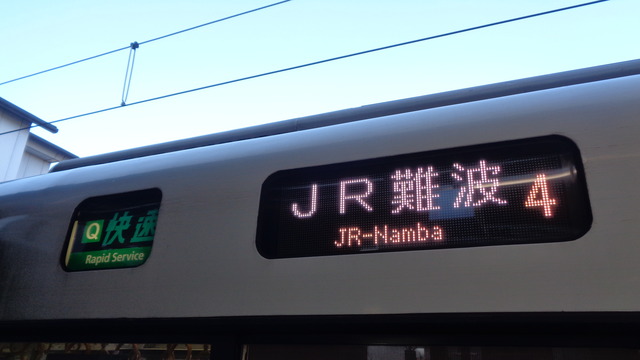 Q 快速
Rapid Service
JR難波 4
JR-Namba